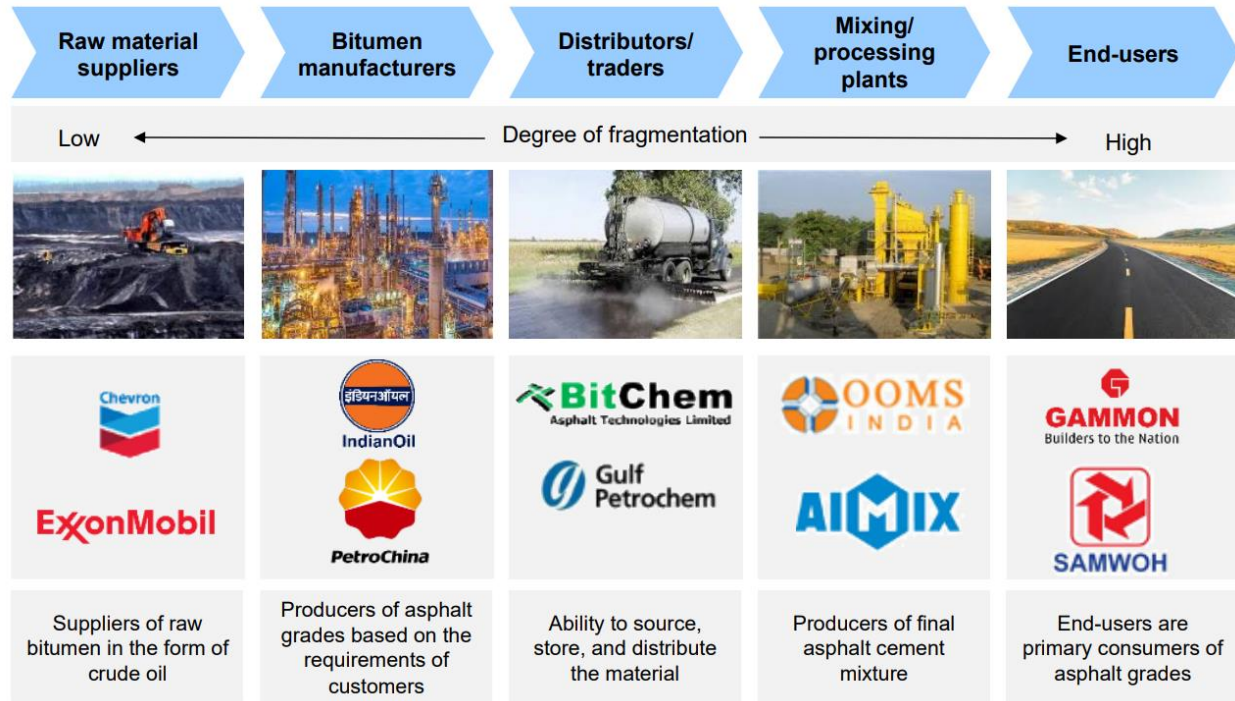 Raw material
suppliers
Bitumen
manufacturers
Distributors/
traders
Mixing/
processing
plants
End-users
Low
Degree of fragmentation
High
Chevron
ExxonMobil
इंडियनऑयल
IndianOil
PetroChina
BitChem
Asphalt Technologies Limited
Gulf
Petrochem
OOMS
INDIA
AIMIX
GAMMON
Builders to the Nation
SAMWOH
Suppliers of raw
bitumen in the form of
crude oil
Producers of asphalt
grades based on the
requirements of
customers
Ability to source,
store, and distribute
the material
Producers of final
asphalt cement
mixture
End-users are
primary consumers of
asphalt grades